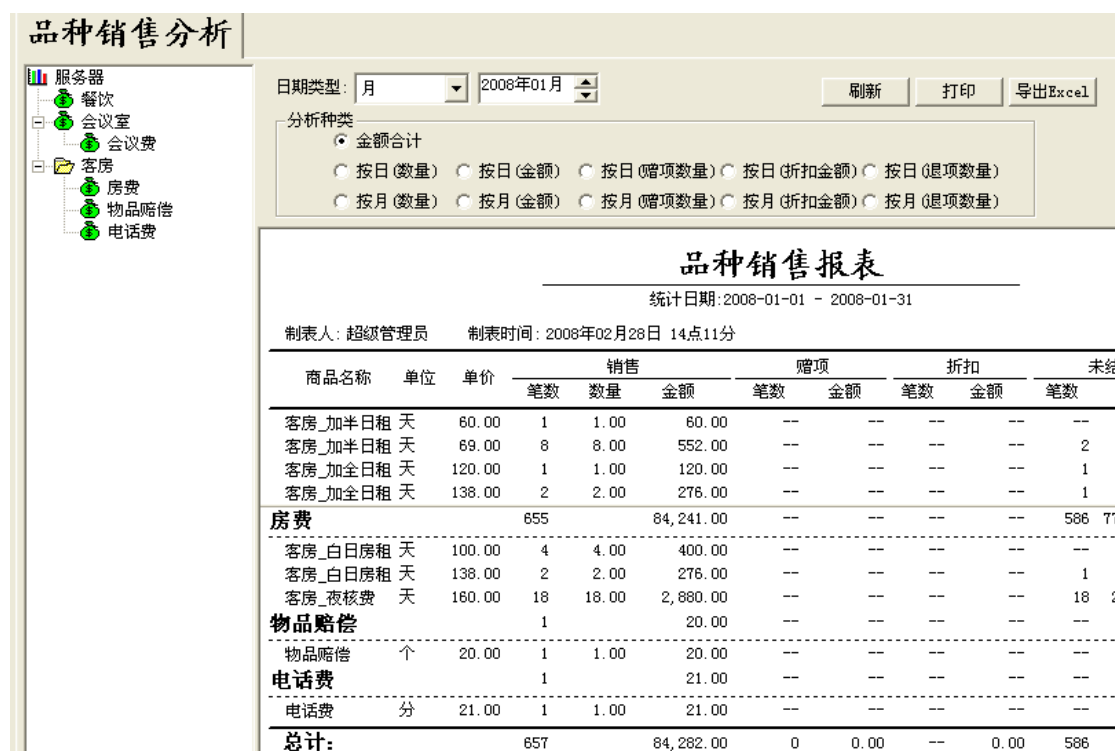 品种销售分析
服务器
餐饮
会议室
会议费
客房
房费
物品赔偿
电话费
日期类型: 月 2008年01月 刷新 打印 导出Excel
分析种类
金额合计
按日(数量) 按日(金额) 按日(赠项数量) 按日(折扣金额) 按日(退项数量)
按月(数量) 按月(金额) 按月(赠项数量) 按月(折扣金额) 按月(退项数量)
品种销售报表
统计日期:2008-01-01 - 2008-01-31
制表人: 超级管理员 制表时间: 2008年02月28日 14点11分
商品名称 单位 单价 销售 赠项 折扣 未结
笔数 数量 金额 笔数 金额 笔数 金额 笔数
客房_加半日租 天 60.00 1 1.00 60.00 -- -- -- -- --
客房_加半日租 天 69.00 8 8.00 552.00 -- -- -- -- 2
客房_加全日租 天 120.00 1 1.00 120.00 -- -- -- -- 1
客房_加全日租 天 138.00 2 2.00 276.00 -- -- -- -- 1
房费 655 84,241.00 -- -- -- -- 586 77
客房_白日房租 天 100.00 4 4.00 400.00 -- -- -- -- --
客房_白日房租 天 138.00 2 2.00 276.00 -- -- -- -- 1
客房_夜核费 天 160.00 18 18.00 2,880.00 -- -- -- -- 18 2
物品赔偿 1 20.00 -- -- -- -- --
物品赔偿 个 20.00 1 1.00 20.00 -- -- -- -- --
电话费 1 21.00 -- -- -- -- --
电话费 分 21.00 1 1.00 21.00 -- -- -- -- --
总计: 657 84,282.00 0 0.00 -- 0.00 586